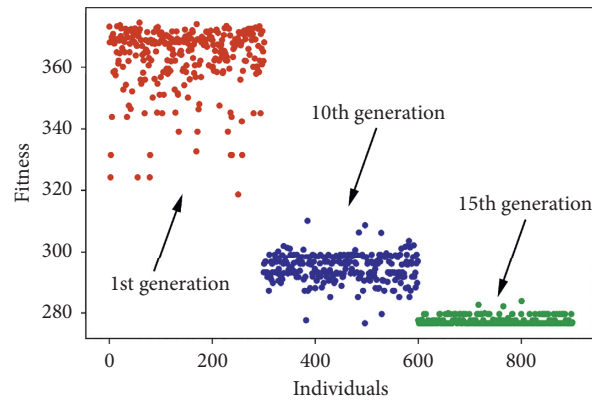 360
340
320
300
280
Fitness
1st generation
10th generation
15th generation
0
200
400
600
800
Individuals